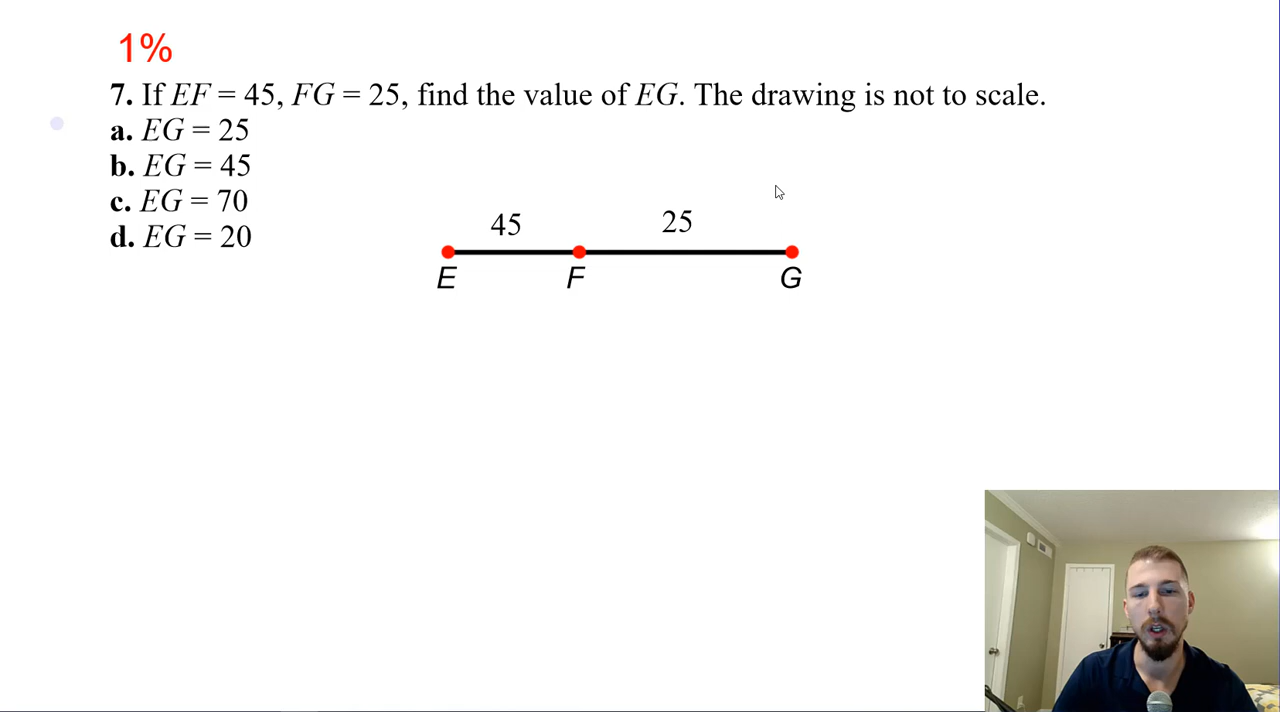 1%
7. If EF = 45, FG = 25, find the value of EG. The drawing is not to scale.
a. EG = 25
b. EG = 45
c. EG = 70
d. EG = 20
45 25
E F G